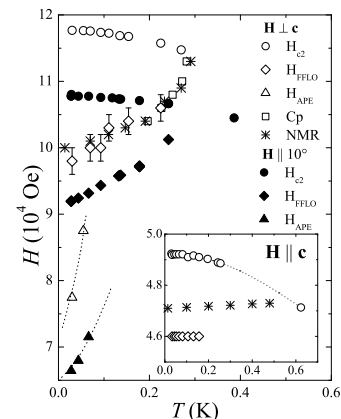 12
11
10
9
8
7
H (10⁴ Oe)
0.0
0.2
0.4
0.6
T (K)
H ⊥ c
H_c2
H_FFLO
H_APE
Cp
NMR
H ∥ 10°
H_c2
H_FFLO
H_APE
H ∥ c
5.0
4.8
4.6
0.0
0.2
0.4
0.6